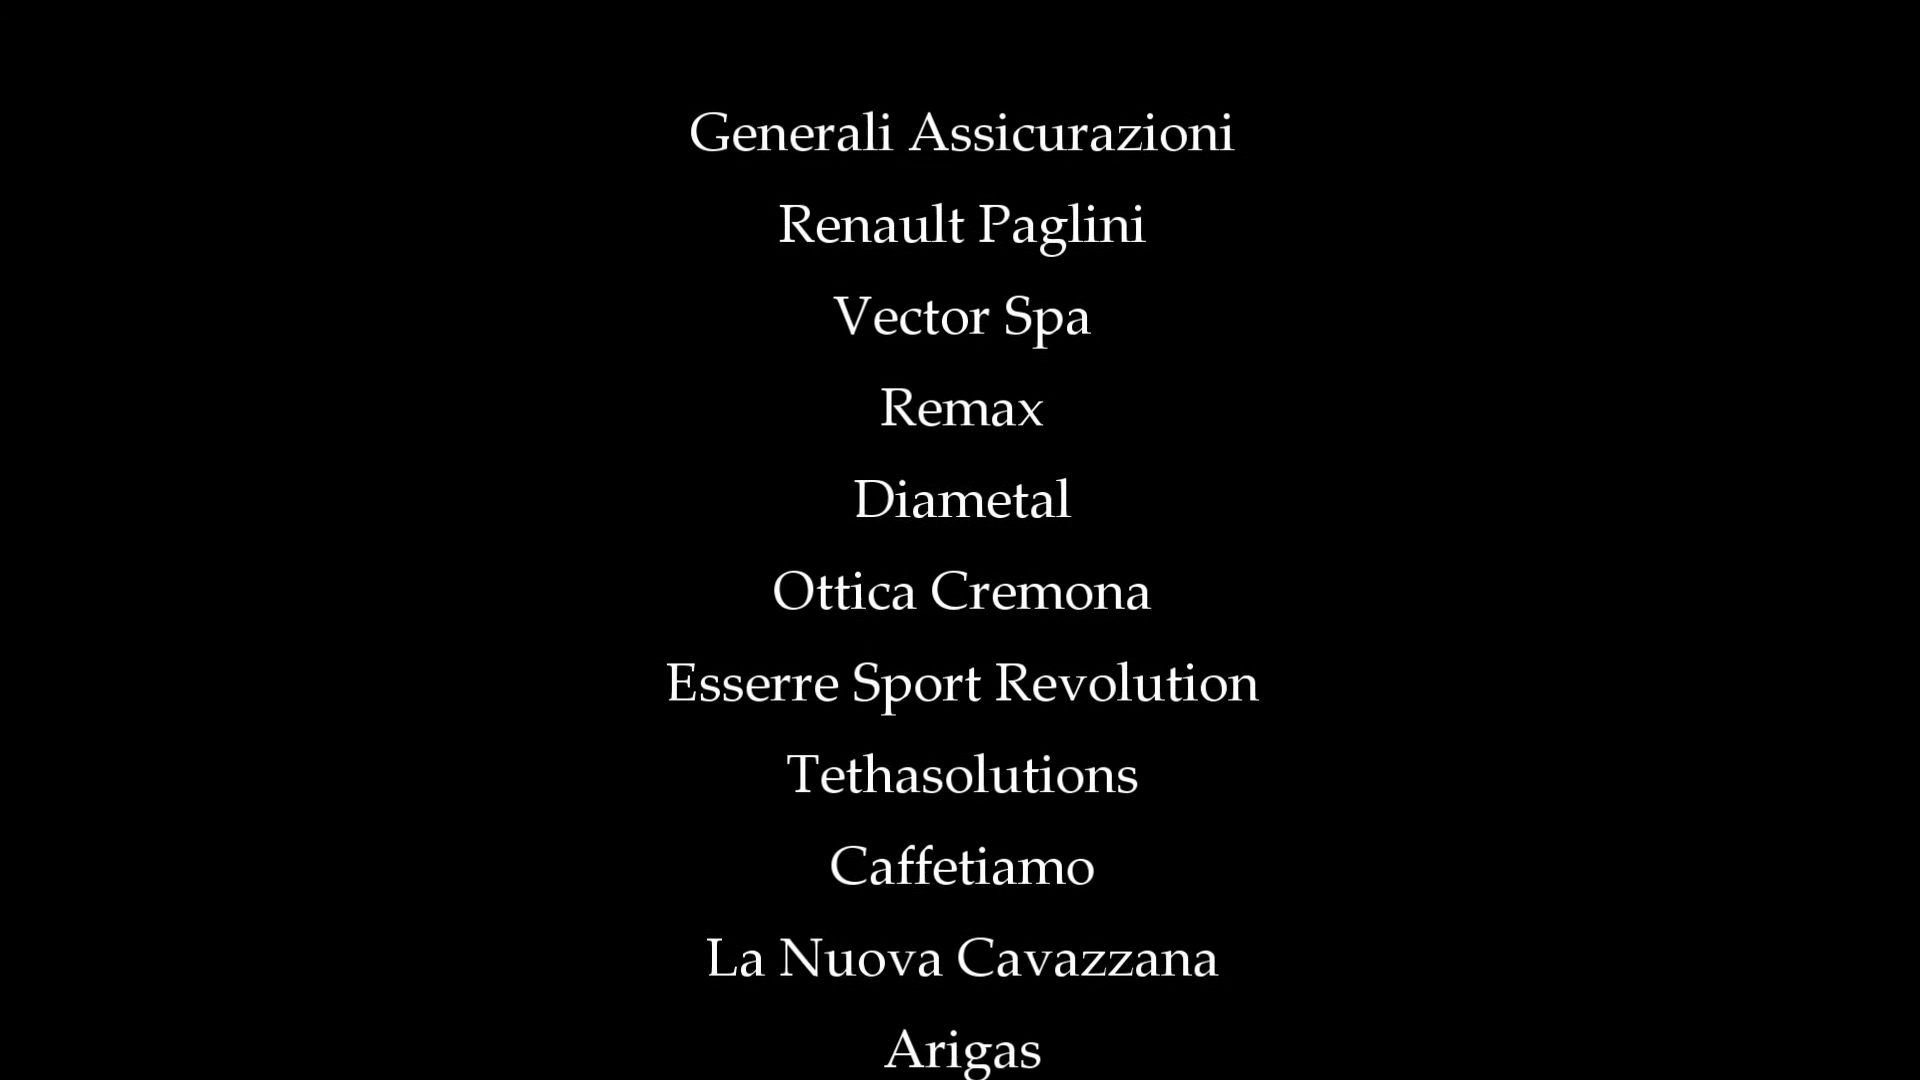 Generali Assicurazioni
Renault Paglini
Vector Spa
Remax
Diametal
Ottica Cremona
Esserre Sport Revolution
Tethasolutions
Caffetiamo
La Nuova Cavazzana
Arigas